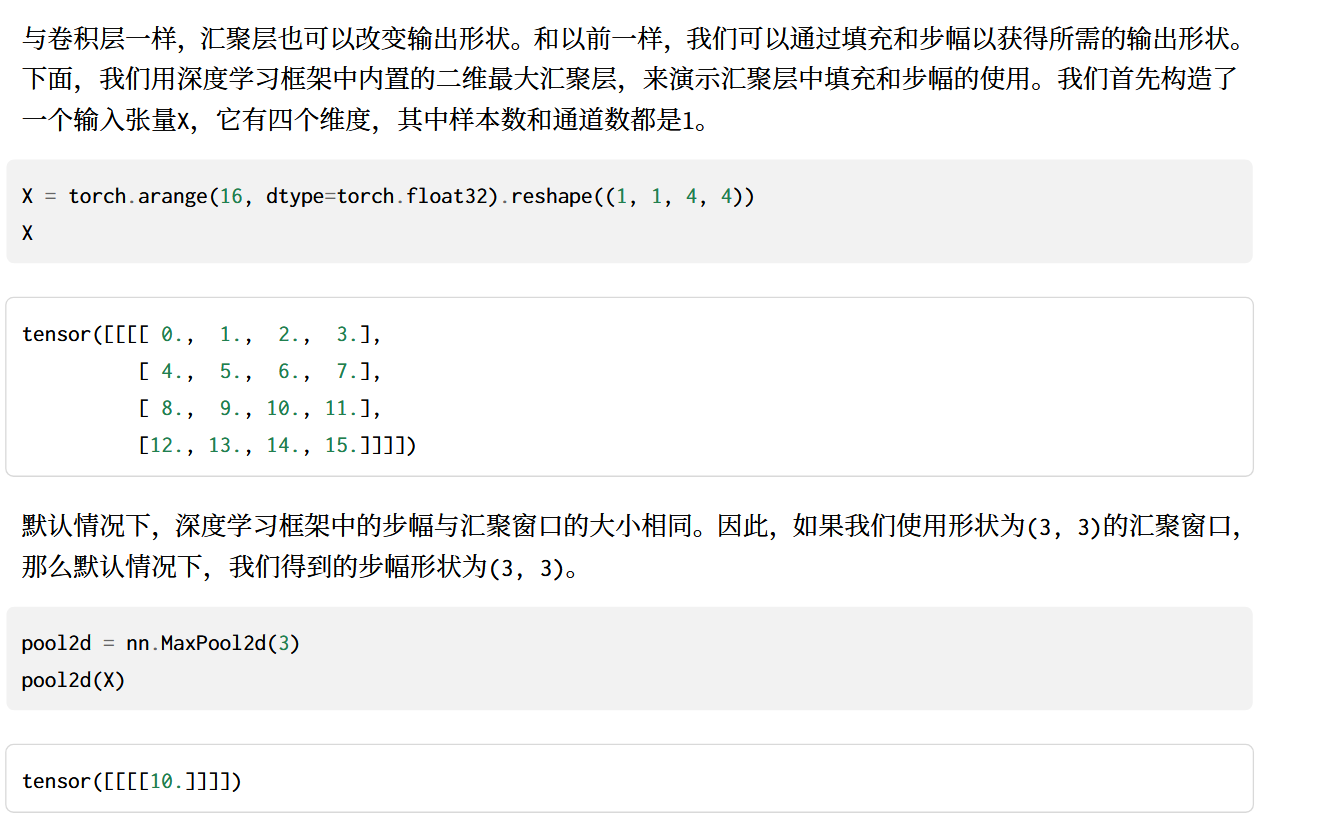 与卷积层一样，汇聚层也可以改变输出形状。和以前一样，我们可以通过填充和步幅以获得所需的输出形状。
下面，我们用深度学习框架中内置的二维最大汇聚层，来演示汇聚层中填充和步幅的使用。我们首先构造了
一个输入张量X，它有四个维度，其中样本数和通道数都是1。
X = torch.arange(16, dtype=torch.float32).reshape((1, 1, 4, 4))
X
tensor([[[[ 0.,  1.,  2.,  3.],
          [ 4.,  5.,  6.,  7.],
          [ 8.,  9., 10., 11.],
          [12., 13., 14., 15.]]]])
默认情况下，深度学习框架中的步幅与汇聚窗口的大小相同。因此，如果我们使用形状为(3, 3)的汇聚窗口，
那么默认情况下，我们得到的步幅形状为(3, 3)。
pool2d = nn.MaxPool2d(3)
pool2d(X)
tensor([[[[10.]]]])